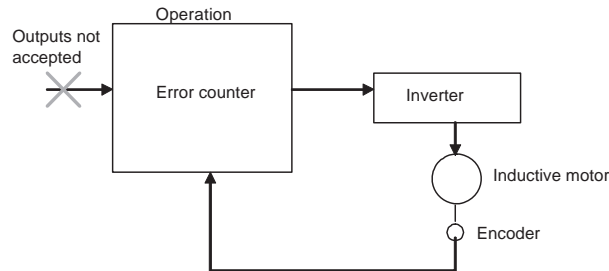 Operation
Outputs not
accepted
Error counter
Inverter
Inductive motor
Encoder